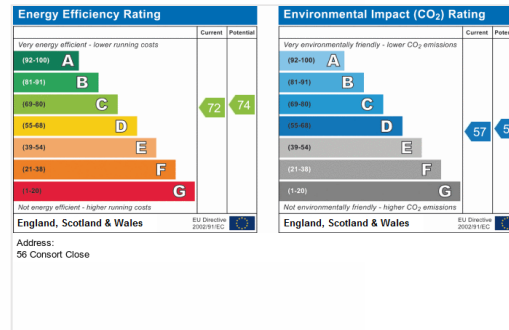 Energy Efficiency Rating
Current Potential
Very energy efficient - lower running costs
(92-100) A
(81-91) B
(69-80) C
72 74
(55-68) D
(39-54) E
(21-38) F
(1-20) G
Not energy efficient - higher running costs
England, Scotland & Wales
EU Directive
2002/91/EC
Environmental Impact (CO2) Rating
Current
Very environmentally friendly - lower CO2 emissions
(92-100) A
(81-91) B
(69-80) C
(55-68) D
57
(39-54) E
(21-38) F
(1-20) G
Not environmentally friendly - higher CO2 emissions
England, Scotland & Wales
EU Directive
2002/91/EC
Address:
56 Consort Close